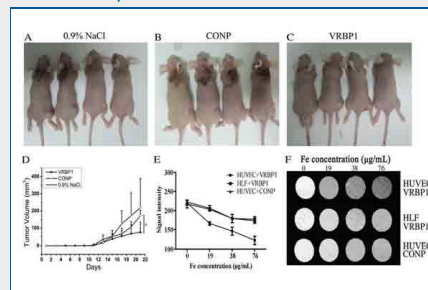 A 0.9% NaCl B CONP C VRBP1
D E F
Fe concentration (μg/mL)
0 19 38 76
Tumor Volume (mm³)
400
300
200
100
0
VRBP1
CONP
0.9% NaCl
0 2 4 6 8 10 12 14 16 18 20 22
Days
Signal intensity
300
250
200
150
100
HUVEC+VRBP1
HLF+VRBP1
HUVEC+CONP
0 19 38 76
Fe concentration (μg/mL)
HUVEC
VRBP1
HLF
VRBP1
HUVEC
CONP